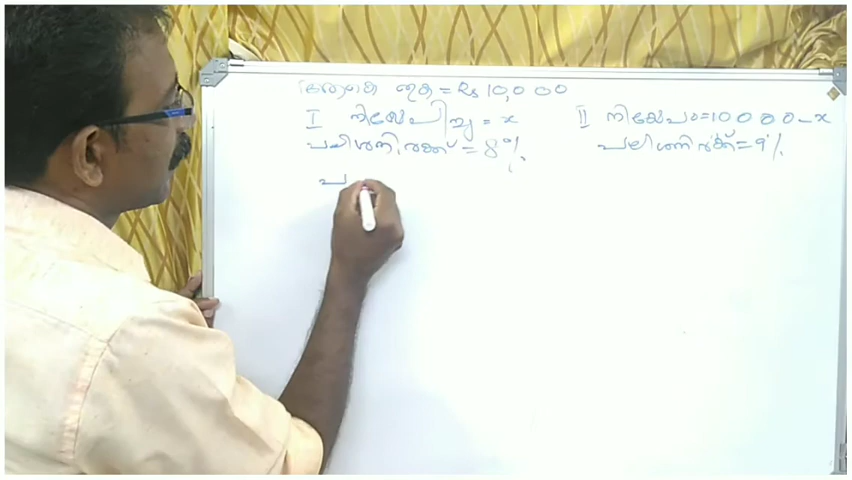 ആകെ തുക = Rs 10,000
I നിക്ഷേപിച്ചു = x II നിക്ഷേപം = 10000 - x
പലിശനിരക്ക് = 8% പലിശനിരക്ക് = 9%
പ